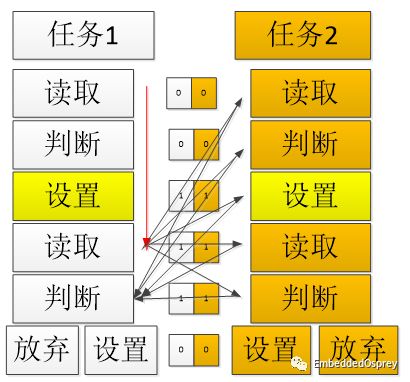 任务1 任务2
读取 0 0 读取
判断 0 0 判断
设置 1 1 设置
读取 1 1 读取
判断 1 1 判断
放弃 设置 0 0 设置 放弃
EmbeddedOsprey